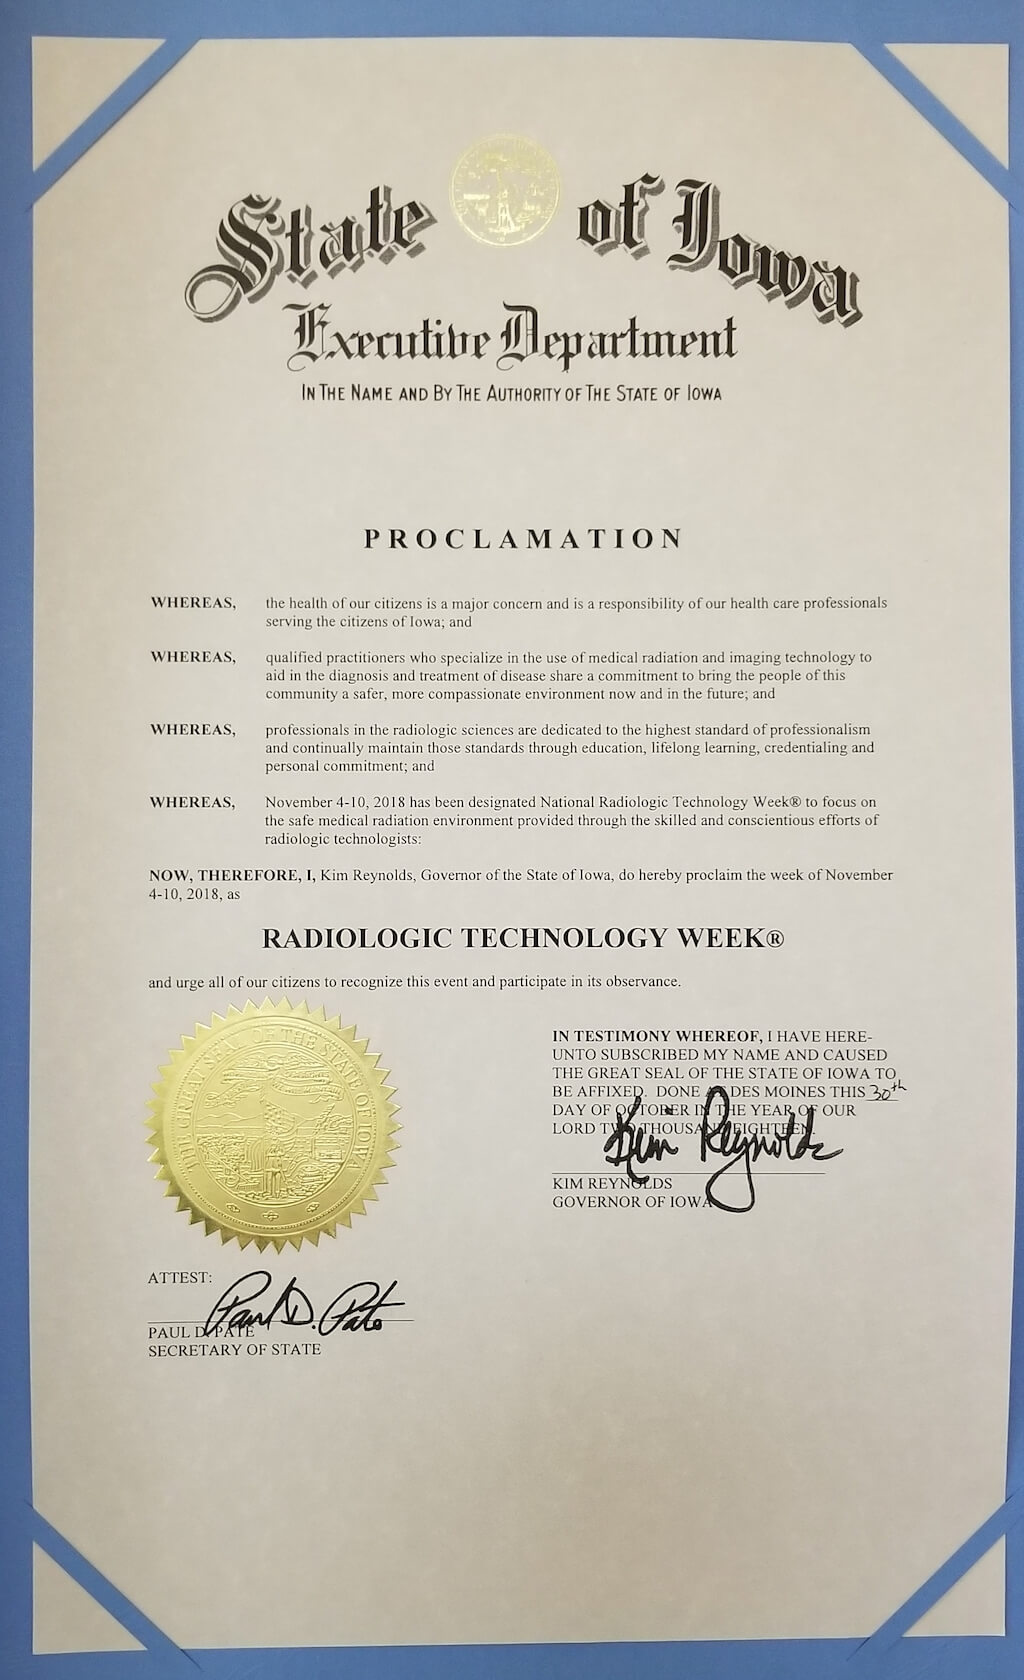 State of Iowa
Executive Department
IN THE NAME AND BY THE AUTHORITY OF THE STATE OF IOWA
PROCLAMATION
WHEREAS, the health of our citizens is a major concern and is a responsibility of our health care professionals
serving the citizens of Iowa; and
WHEREAS, qualified practitioners who specialize in the use of medical radiation and imaging technology to
aid in the diagnosis and treatment of disease share a commitment to bring the people of this
community a safer, more compassionate environment now and in the future; and
WHEREAS, professionals in the radiologic sciences are dedicated to the highest standard of professionalism
and continually maintain those standards through education, lifelong learning, credentialing and
personal commitment; and
WHEREAS, November 4-10, 2018 has been designated National Radiologic Technology Week® to focus on
the safe medical radiation environment provided through the skilled and conscientious efforts of
radiologic technologists:
NOW, THEREFORE, I, Kim Reynolds, Governor of the State of Iowa, do hereby proclaim the week of November
4-10, 2018, as
RADIOLOGIC TECHNOLOGY WEEK®
and urge all of our citizens to recognize this event and participate in its observance.
THE GREAT SEAL OF THE STATE OF IOWA
IN TESTIMONY WHEREOF, I HAVE HERE-
UNTO SUBSCRIBED MY NAME AND CAUSED
THE GREAT SEAL OF THE STATE OF IOWA TO
BE AFFIXED. DONE DES MOINES THIS 30th
DAY OF OCTOBER IN THE YEAR OF OUR
LORD TWO THOUSAND EIGHTEEN.
Kim Reynolds
KIM REYNOLDS
GOVERNOR OF IOWA
ATTEST:
Paul D. Pate
PAUL D. PATE
SECRETARY OF STATE